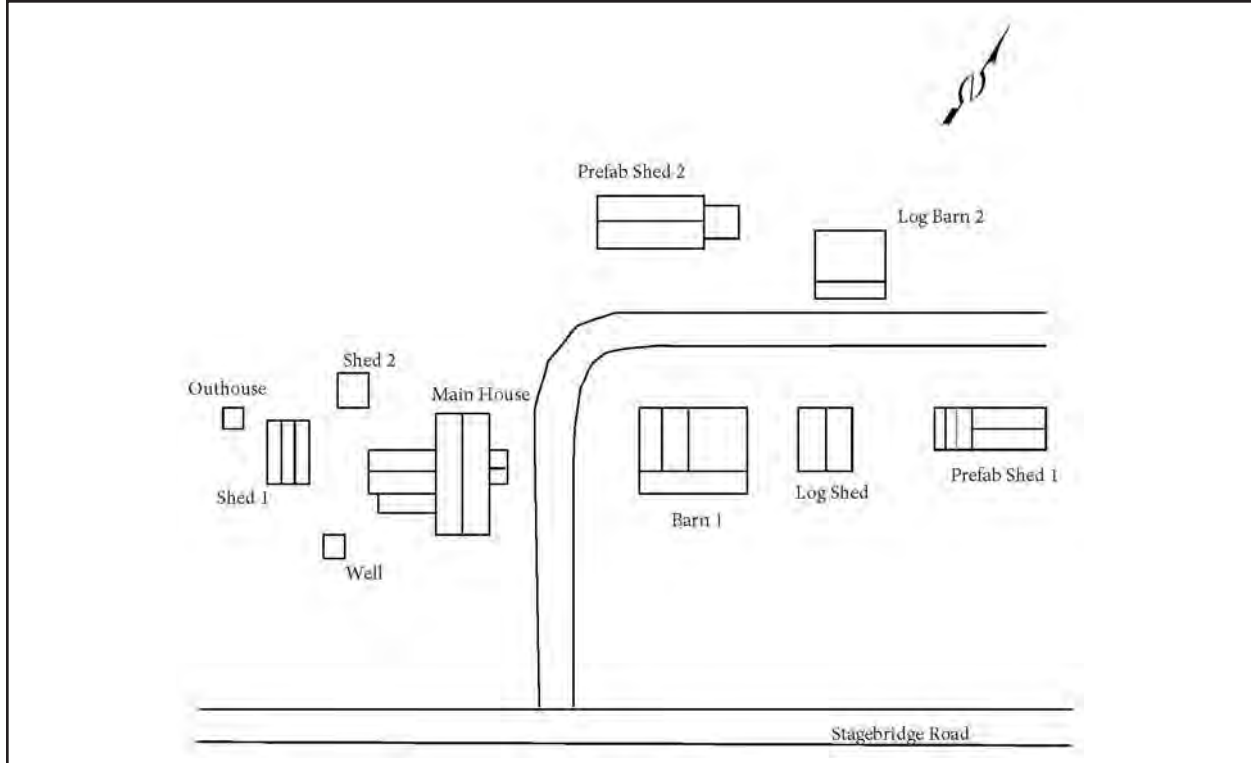 Prefab Shed 2
Log Barn 2
Shed 2
Outhouse
Main House
Shed 1
Prefab Shed 1
Log Shed
Barn 1
Well
Stagebridge Road